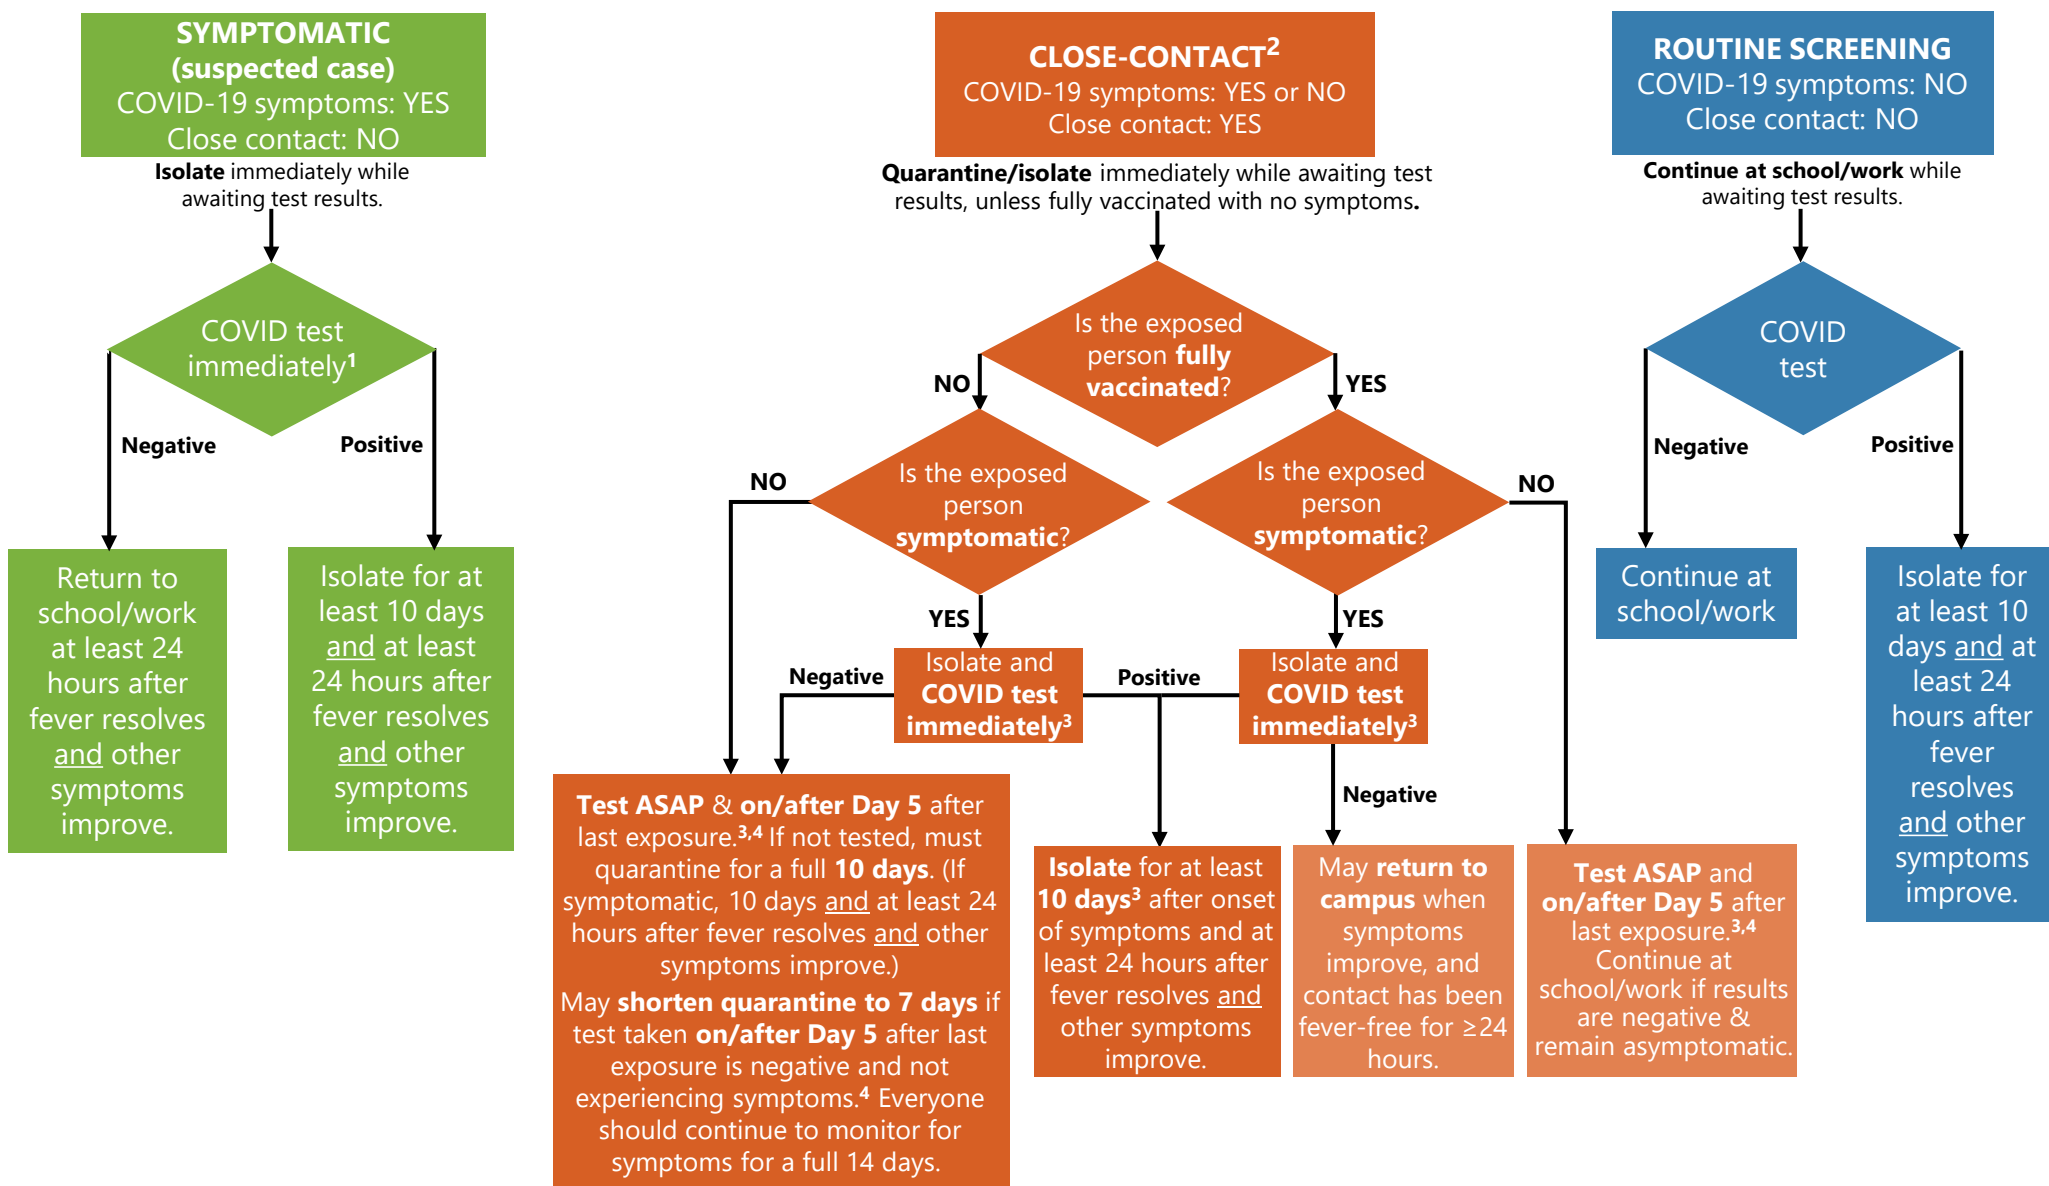 SYMPTOMATIC
(suspected case)
COVID-19 symptoms: YES
Close contact: NO
Isolate immediately while
awaiting test results.
COVID test
immediately1
Negative
Positive
Return to
school/work
at least 24
hours after
fever resolves
and other
symptoms
improve.
Isolate for at
least 10 days
and at least
24 hours after
fever resolves
and other
symptoms
improve.
CLOSE-CONTACT2
COVID-19 symptoms: YES or NO
Close contact: YES
Quarantine/isolate immediately while awaiting test
results, unless fully vaccinated with no symptoms.
Is the exposed
person fully
vaccinated?
NO
YES
Is the exposed
person
symptomatic?
NO
YES
Is the exposed
person
symptomatic?
NO
YES
Isolate and
COVID test
immediately3
Negative
Positive
Isolate and
COVID test
immediately3
Negative
Test ASAP & on/after Day 5 after
last exposure.3,4 If not tested, must
quarantine for a full 10 days. (If
symptomatic, 10 days and at least 24
hours after fever resolves and other
symptoms improve.)
May shorten quarantine to 7 days if
test taken on/after Day 5 after last
exposure is negative and not
experiencing symptoms.4 Everyone
should continue to monitor for
symptoms for a full 14 days.
Isolate for at least
10 days3 after onset
of symptoms and at
least 24 hours after
fever resolves and
other symptoms
improve.
May return to
campus when
symptoms
improve, and
contact has been
fever-free for ≥24
hours.
Test ASAP and
on/after Day 5 after
last exposure.3,4
Continue at
school/work if results
are negative &
remain asymptomatic.
ROUTINE SCREENING
COVID-19 symptoms: NO
Close contact: NO
Continue at school/work while
awaiting test results.
COVID
test
Negative
Positive
Continue at
school/work
Isolate for
at least 10
days and at
least 24
hours after
fever
resolves
and other
symptoms
improve.